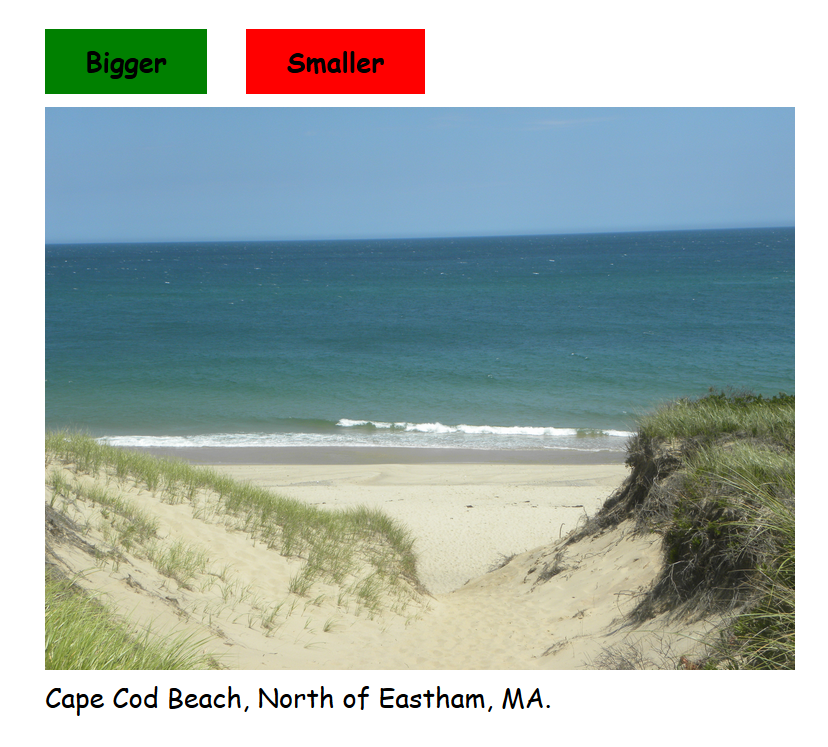 Bigger
Smaller
Cape Cod Beach, North of Eastham, MA.